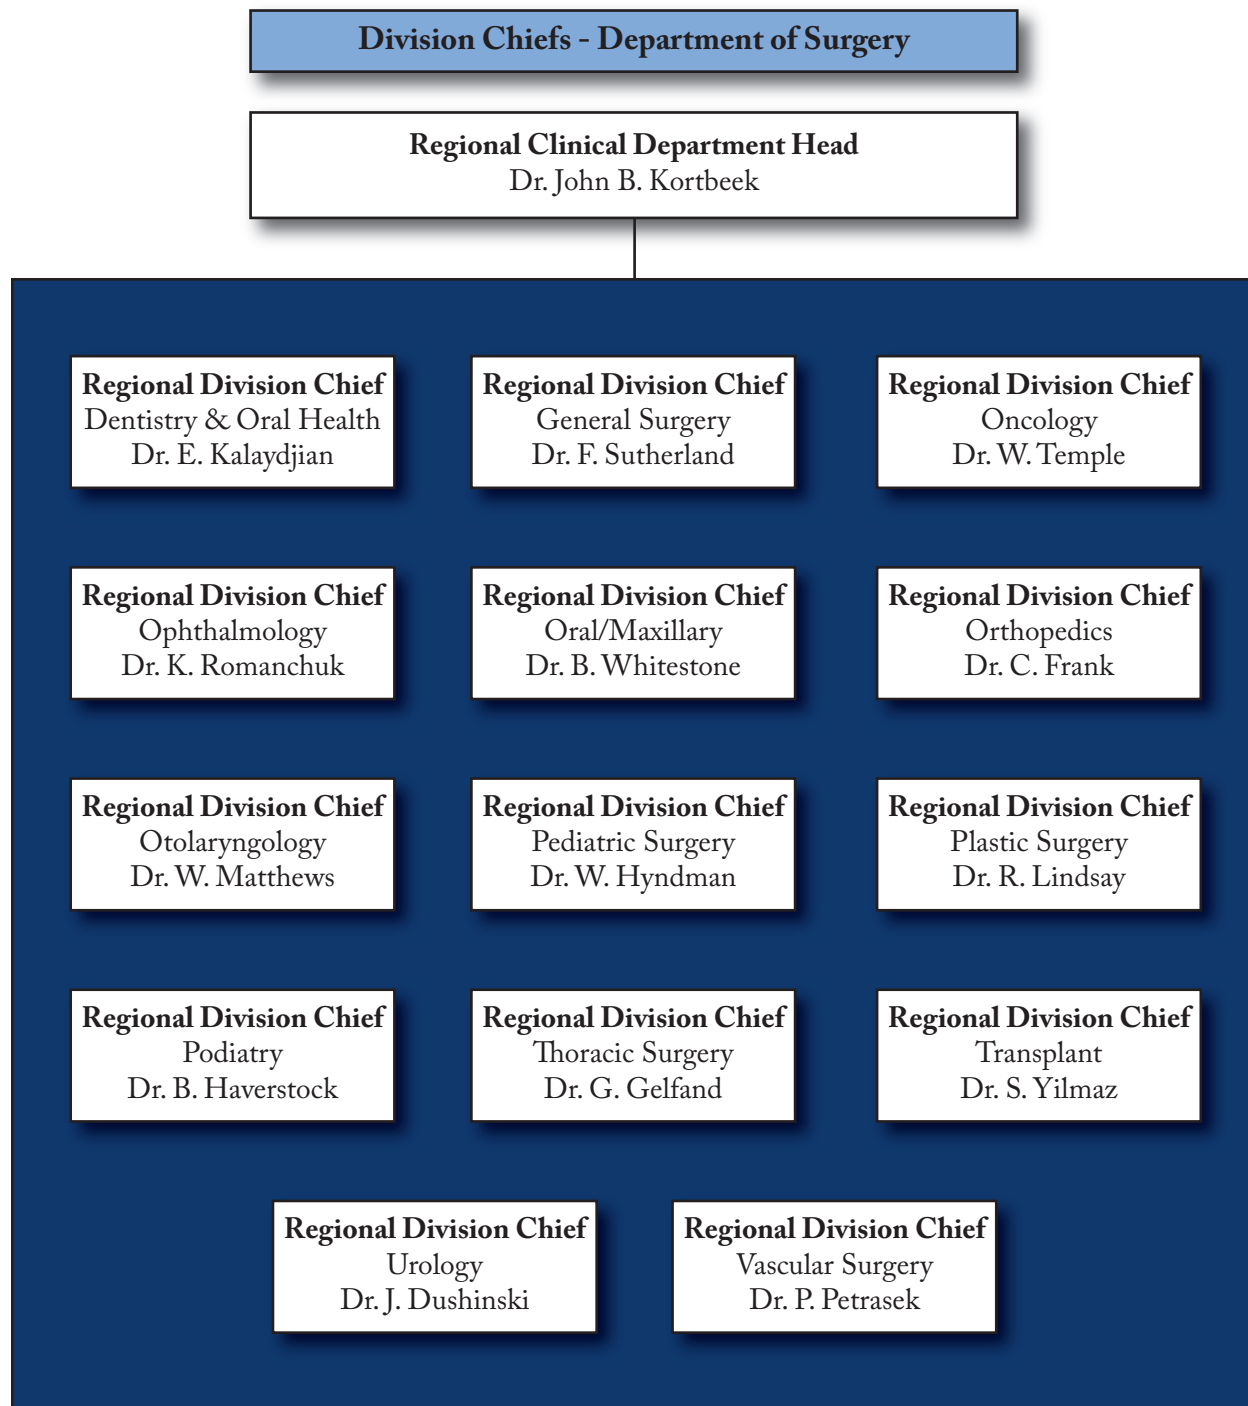 Division Chiefs - Department of Surgery
Regional Clinical Department Head
Dr. John B. Kortbeek
Regional Division Chief
Dentistry & Oral Health
Dr. E. Kalaydjian
Regional Division Chief
General Surgery
Dr. F. Sutherland
Regional Division Chief
Oncology
Dr. W. Temple
Regional Division Chief
Ophthalmology
Dr. K. Romanchuk
Regional Division Chief
Oral/Maxillary
Dr. B. Whitestone
Regional Division Chief
Orthopedics
Dr. C. Frank
Regional Division Chief
Otolaryngology
Dr. W. Matthews
Regional Division Chief
Pediatric Surgery
Dr. W. Hyndman
Regional Division Chief
Plastic Surgery
Dr. R. Lindsay
Regional Division Chief
Podiatry
Dr. B. Haverstock
Regional Division Chief
Thoracic Surgery
Dr. G. Gelfand
Regional Division Chief
Transplant
Dr. S. Yilmaz
Regional Division Chief
Urology
Dr. J. Dushinski
Regional Division Chief
Vascular Surgery
Dr. P. Petrasek